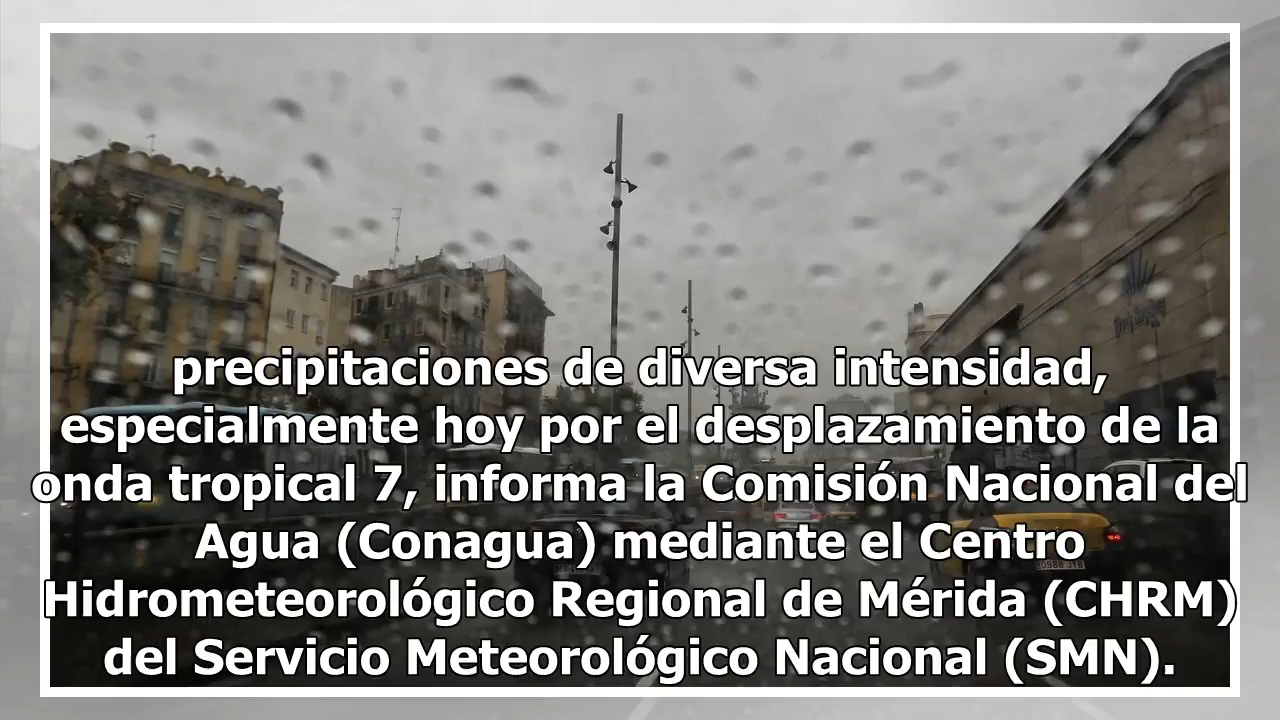 precipitaciones de diversa intensidad,
especialmente hoy por el desplazamiento de la
onda tropical 7, informa la Comisión Nacional del
Agua (Conagua) mediante el Centro
Hidrometeorológico Regional de Mérida (CHRM)
del Servicio Meteorológico Nacional (SMN).